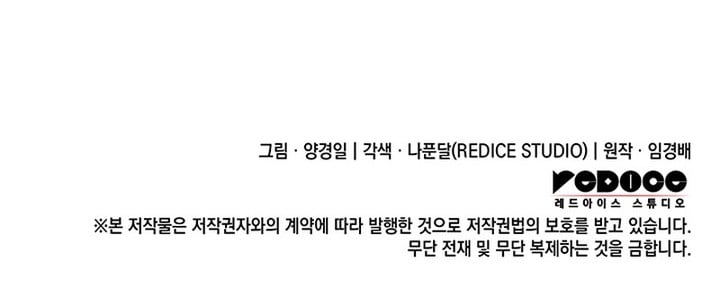 그림 · 양경일 | 각색 · 나푼달(REDICE STUDIO) | 원작 · 임경배
redice
레드아이스 스튜디오
※본 저작물은 저작권자와의 계약에 따라 발행한 것으로 저작권법의 보호를 받고 있습니다.
무단 전재 및 무단 복제하는 것을 금합니다.